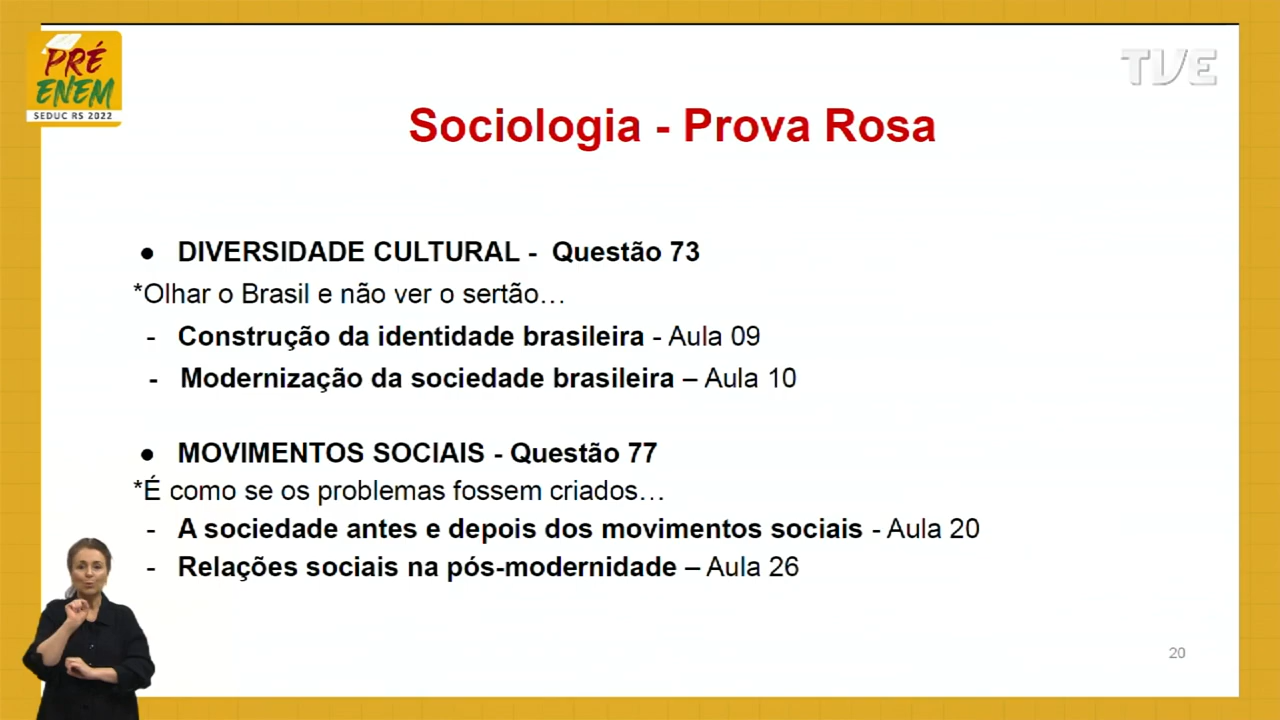 PRÉ
ENEM
SEDUC RS 2022
TVE
Sociologia - Prova Rosa
● DIVERSIDADE CULTURAL - Questão 73
*Olhar o Brasil e não ver o sertão…
- Construção da identidade brasileira - Aula 09
- Modernização da sociedade brasileira – Aula 10
● MOVIMENTOS SOCIAIS - Questão 77
*É como se os problemas fossem criados…
- A sociedade antes e depois dos movimentos sociais - Aula 20
- Relações sociais na pós-modernidade – Aula 26
20